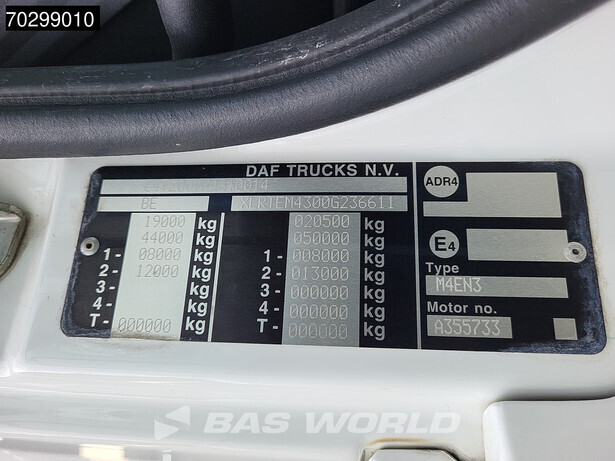 70299010
DAF TRUCKS N.V.
BE XLRTEM4300G236611
19000 kg 020500 kg
44000 kg 050000 kg
1- 08000 kg 1- 008000 kg
2- 12000 kg 2- 013000 kg
3- kg 3- 000000 kg
4- kg 4- 000000 kg
T- 000000 kg T- 000000 kg
ADR4
E4
Type
M4EN3
Motor no.
A355733
BAS WORLD